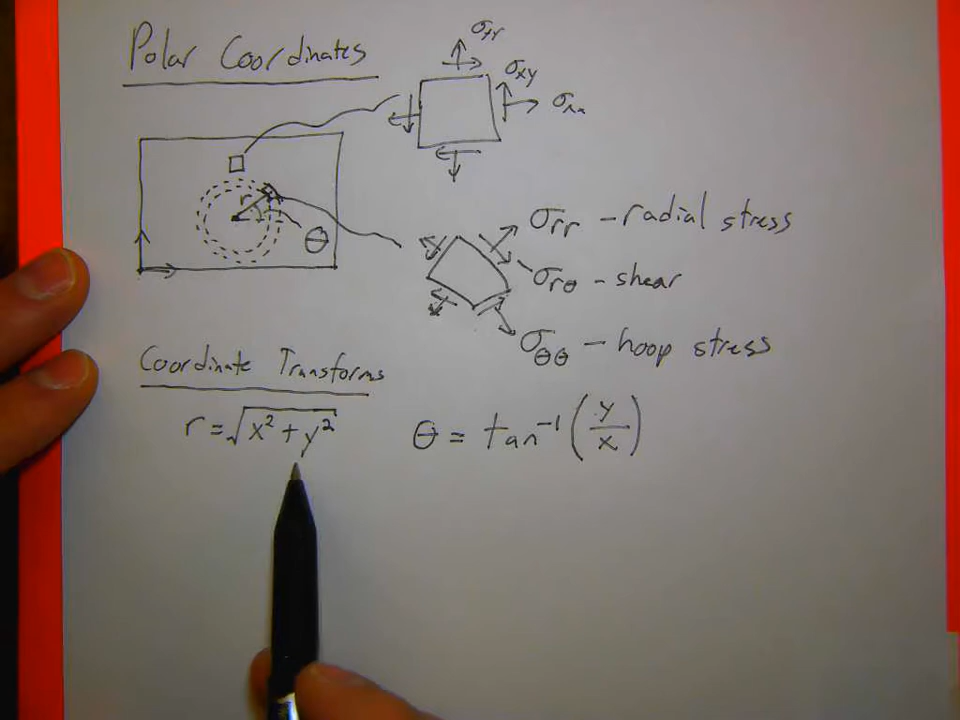 Polar Coordinates
σyy
σxy
σxx
r
θ
σrr - radial stress
σrθ - shear
σθθ - hoop stress
Coordinate Transforms
r = √x² + y²   θ = tan⁻¹ (y/x)